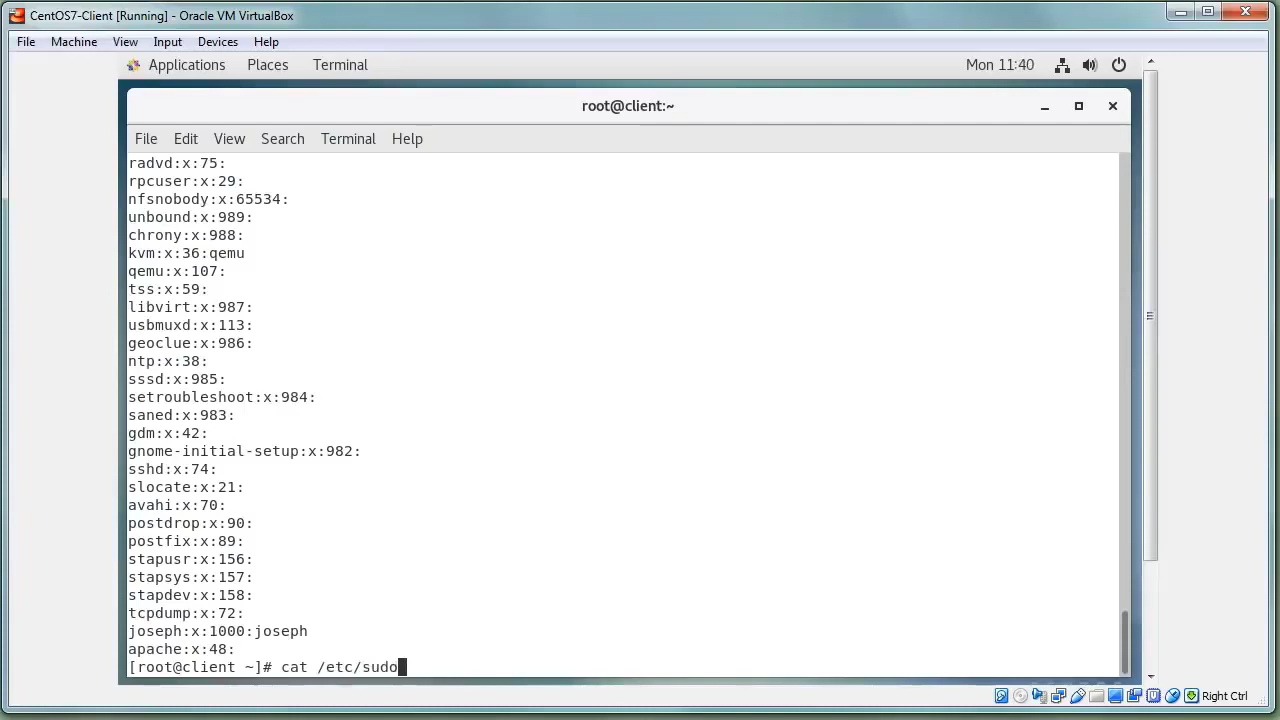 CentOS7-Client [Running] - Oracle VM VirtualBox
File Machine View Input Devices Help
Applications Places Terminal Mon 11:40
root@client:~
File Edit View Search Terminal Help
radvd:x:75:
rpcuser:x:29:
nfsnobody:x:65534:
unbound:x:989:
chrony:x:988:
kvm:x:36:qemu
qemu:x:107:
tss:x:59:
libvirt:x:987:
usbmuxd:x:113:
geoclue:x:986:
ntp:x:38:
sssd:x:985:
setroubleshoot:x:984:
saned:x:983:
gdm:x:42:
gnome-initial-setup:x:982:
sshd:x:74:
slocate:x:21:
avahi:x:70:
postdrop:x:90:
postfix:x:89:
stapusr:x:156:
stapsys:x:157:
stapdev:x:158:
tcpdump:x:72:
joseph:x:1000:joseph
apache:x:48:
[root@client ~]# cat /etc/sudo
Right Ctrl